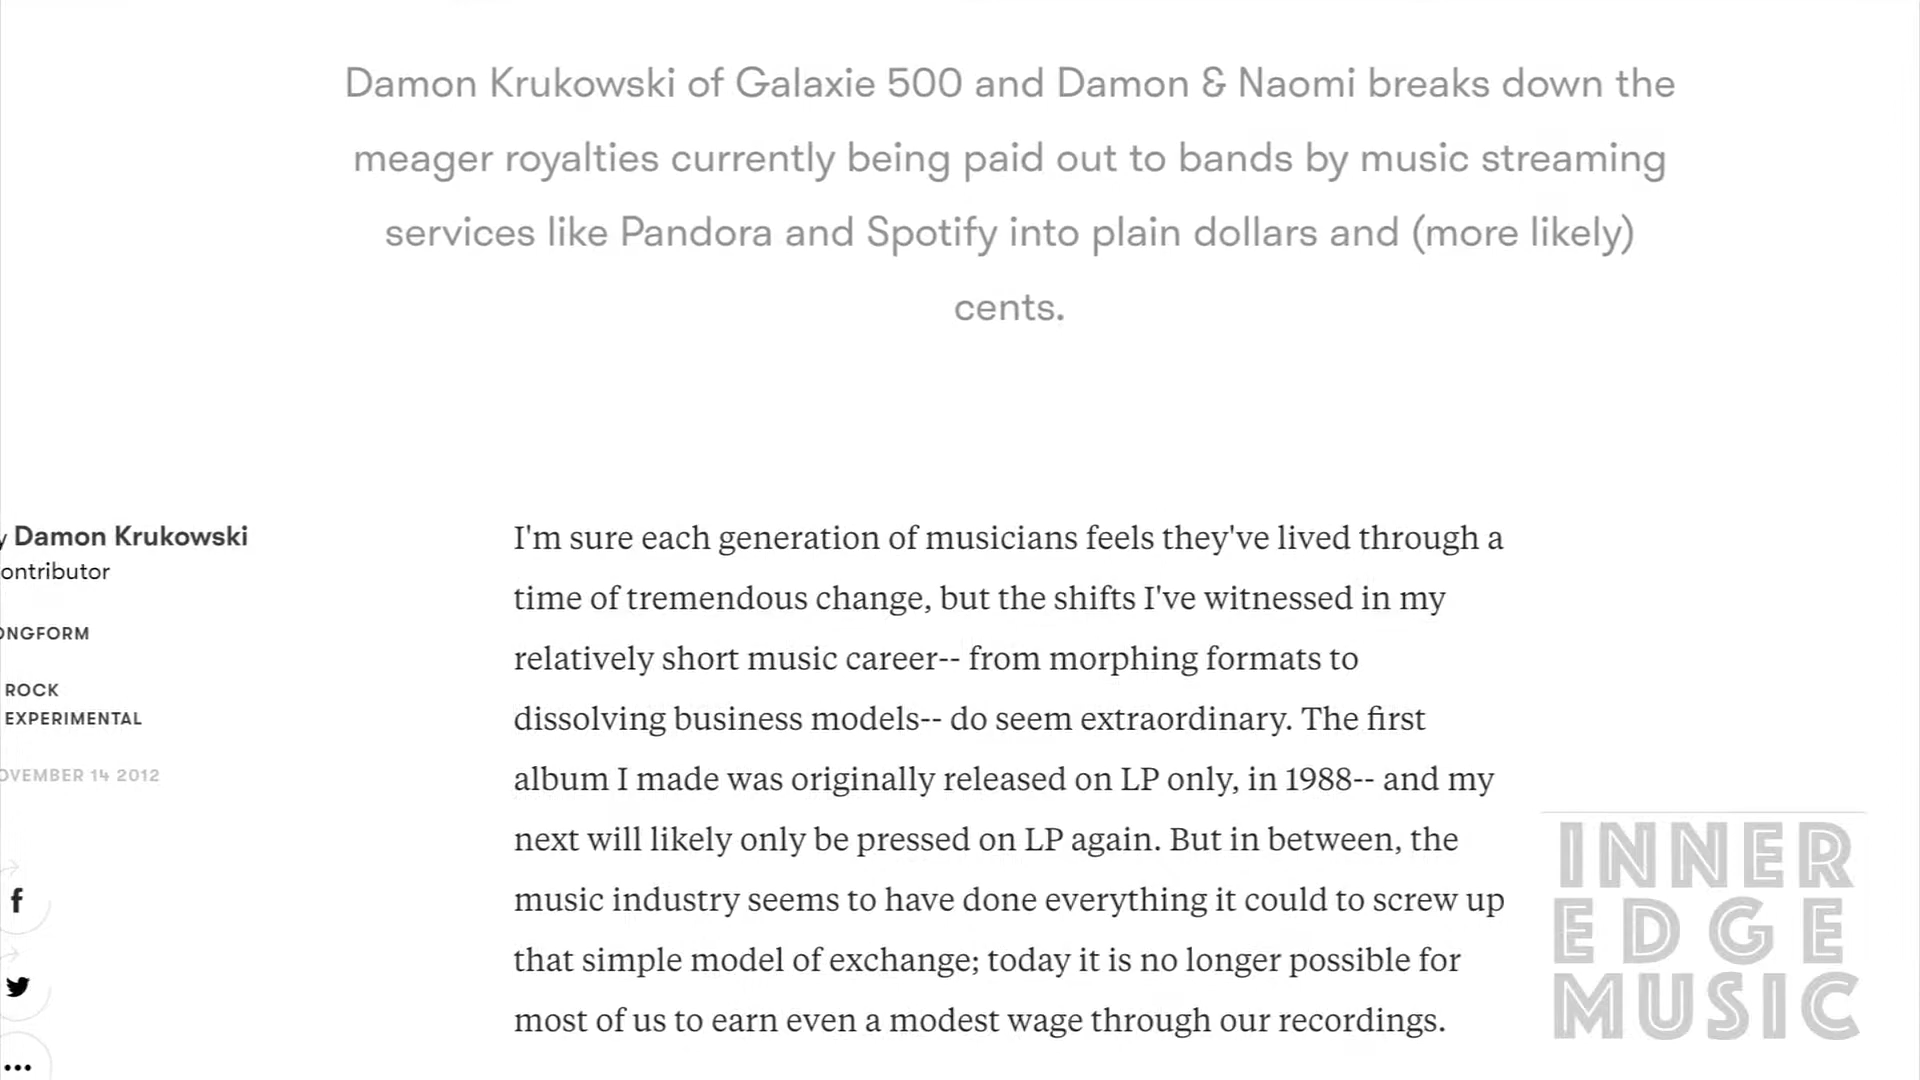 Damon Krukowski of Galaxie 500 and Damon & Naomi breaks down the
meager royalties currently being paid out to bands by music streaming
services like Pandora and Spotify into plain dollars and (more likely)
cents.
y Damon Krukowski
ontributor
ONGFORM
ROCK
EXPERIMENTAL
OVEMBER 14 2012
I'm sure each generation of musicians feels they've lived through a
time of tremendous change, but the shifts I've witnessed in my
relatively short music career-- from morphing formats to
dissolving business models-- do seem extraordinary. The first
album I made was originally released on LP only, in 1988-- and my
next will likely only be pressed on LP again. But in between, the
music industry seems to have done everything it could to screw up
that simple model of exchange; today it is no longer possible for
most of us to earn even a modest wage through our recordings.
INNER
EDGE
MUSIC